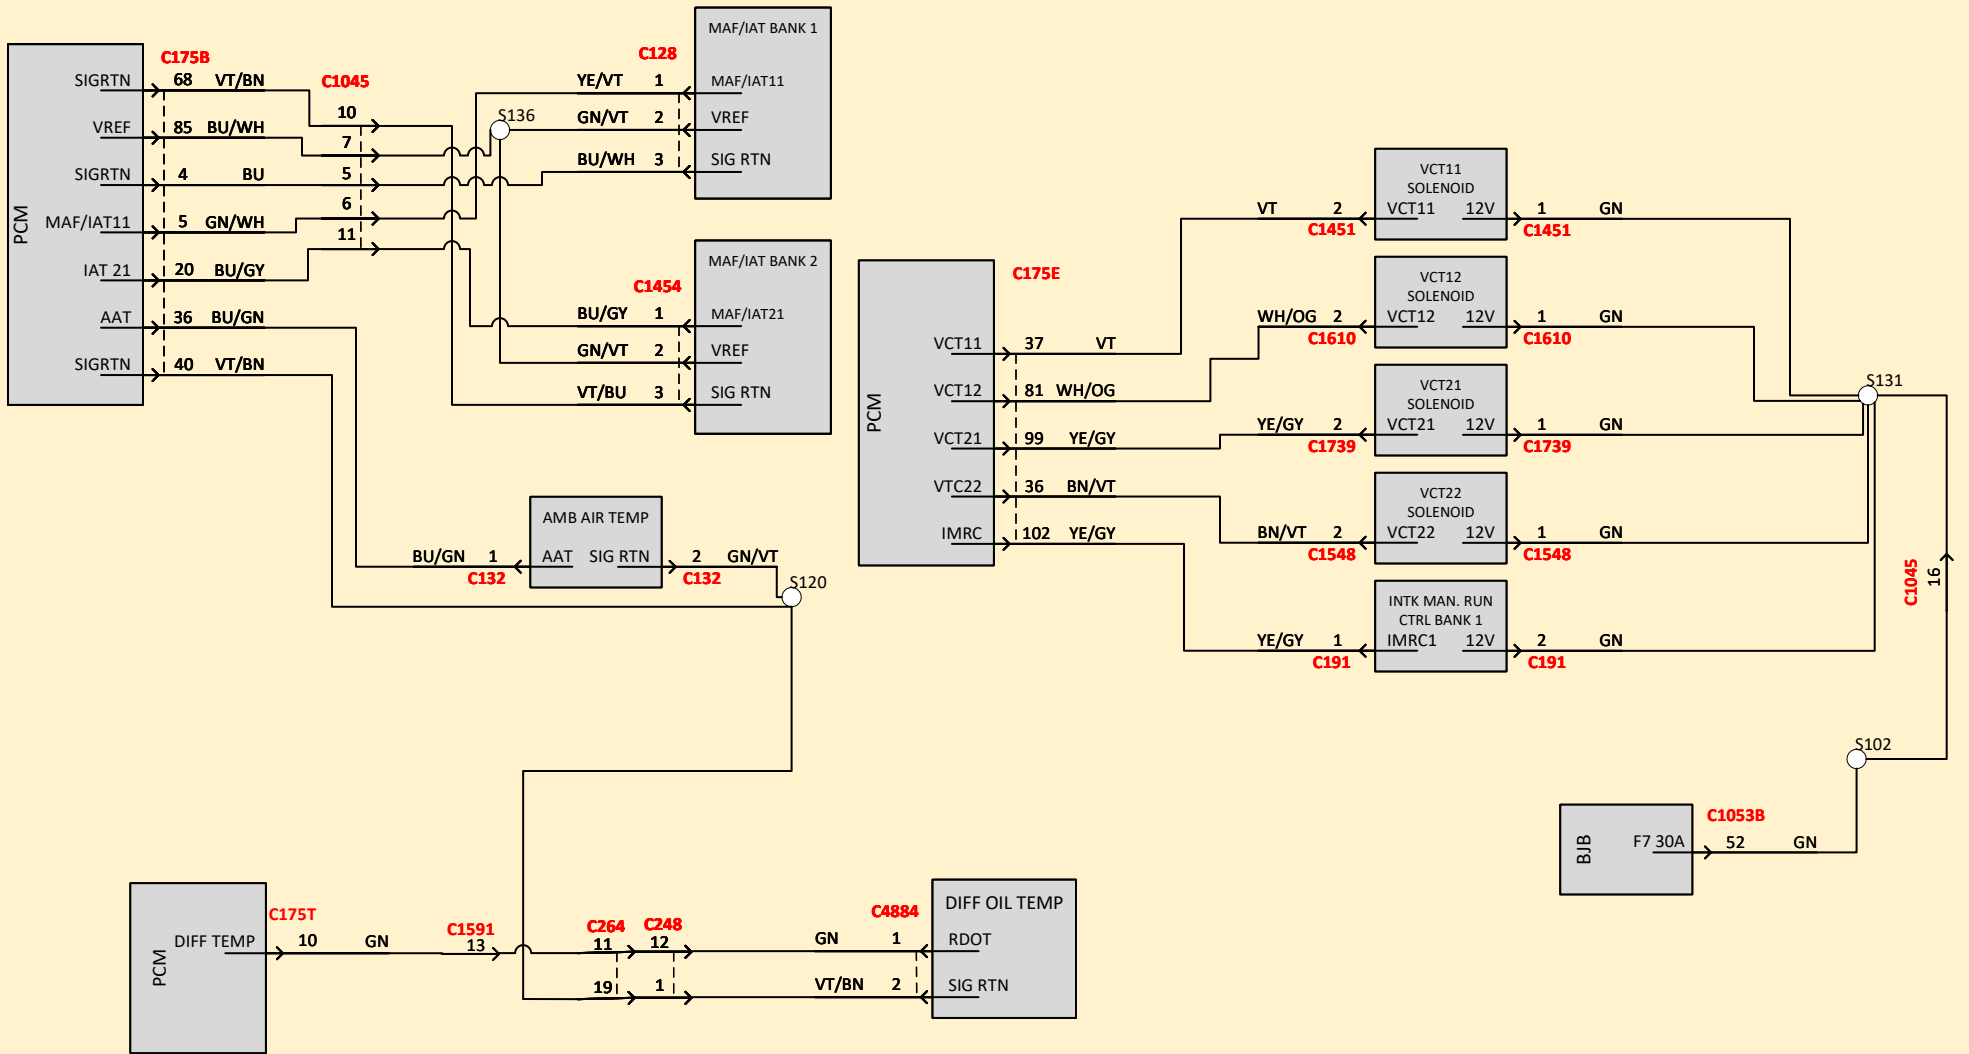 PCM
C175B
SIGRTN 68 VT/BN
VREF 85 BU/WH
SIGRTN 4 BU
MAF/IAT11 5 GN/WH
IAT 21 20 BU/GY
AAT 36 BU/GN
SIGRTN 40 VT/BN
C1045
10
7
5
6
11
S136
MAF/IAT BANK 1
C128
YE/VT 1 MAF/IAT11
GN/VT 2 VREF
BU/WH 3 SIG RTN
MAF/IAT BANK 2
C1454
BU/GY 1 MAF/IAT21
GN/VT 2 VREF
VT/BU 3 SIG RTN
AMB AIR TEMP
BU/GN 1 AAT SIG RTN 2 GN/VT
C132 C132
S120
PCM
C175E
VCT11 37 VT
VCT12 81 WH/OG
VCT21 99 YE/GY
VTC22 36 BN/VT
IMRC 102 YE/GY
VCT11
SOLENOID
VT 2 VCT11 12V 1 GN
C1451 C1451
VCT12
SOLENOID
WH/OG 2 VCT12 12V 1 GN
C1610 C1610
VCT21
SOLENOID
YE/GY 2 VCT21 12V 1 GN
C1739 C1739
VCT22
SOLENOID
BN/VT 2 VCT22 12V 1 GN
C1548 C1548
INTK MAN. RUN
CTRL BANK 1
YE/GY 1 IMRC1 12V 2 GN
C191 C191
S131
C1045
16
S102
BJB
C1053B
F7 30A 52 GN
PCM
C175T
DIFF TEMP 10 GN
C1591
13
C264
11
19
C248
12
1
C4884
DIFF OIL TEMP
GN 1 RDOT
VT/BN 2 SIG RTN